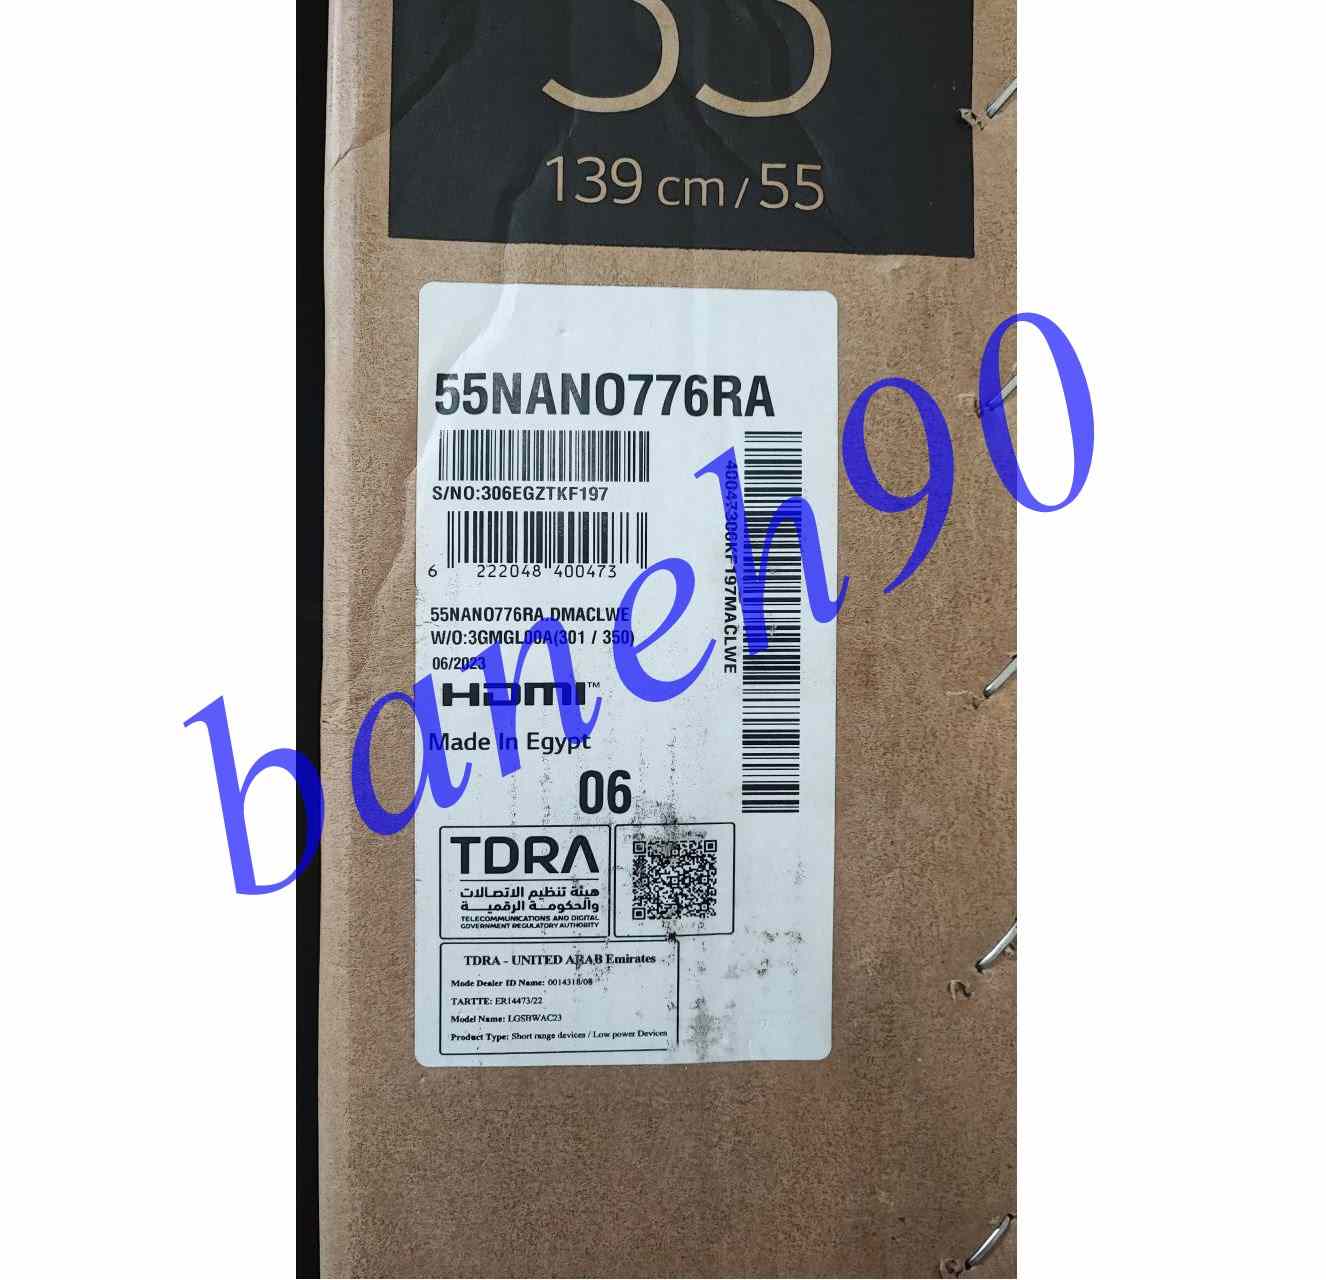 55
139 cm / 55
55NANO776RA
S/NO:306EGZTKF197
6 222048 400473
40047306KF197MACLWE
55NANO776RA.DMACLWE
W/O:3GMGL00A(301 / 350)
06/2023
HDMI™
Made In Egypt
06
TDRA
هيئة تنظيم الاتصالات
والحكومة الرقمية
TELECOMMUNICATIONS AND DIGITAL
GOVERNMENT REGULATORY AUTHORITY
TDRA - UNITED ARAB Emirates
Mode Dealer ID Name: 0014318/08
TARTTE: ER14473/22
Model Name: LGSBWAC23
Product Type: Short range devices / Low power Devices
baneh90